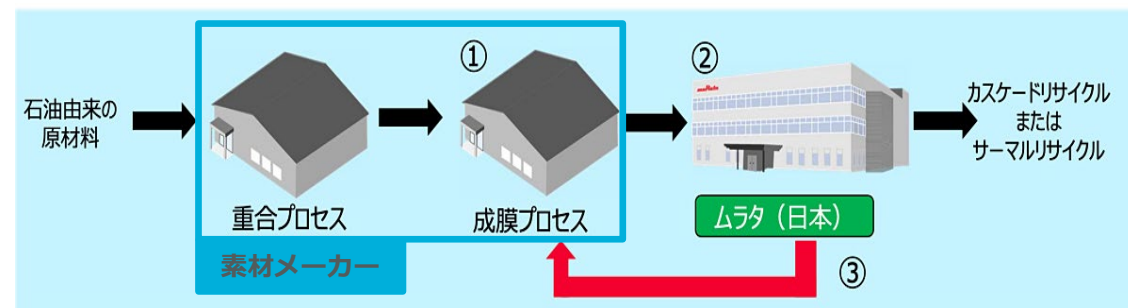 石油由来の
原材料
重合プロセス
①
成膜プロセス
素材メーカー
②
muRata
ムラタ（日本）
③
カスケードリサイクル
または
サーマルリサイクル